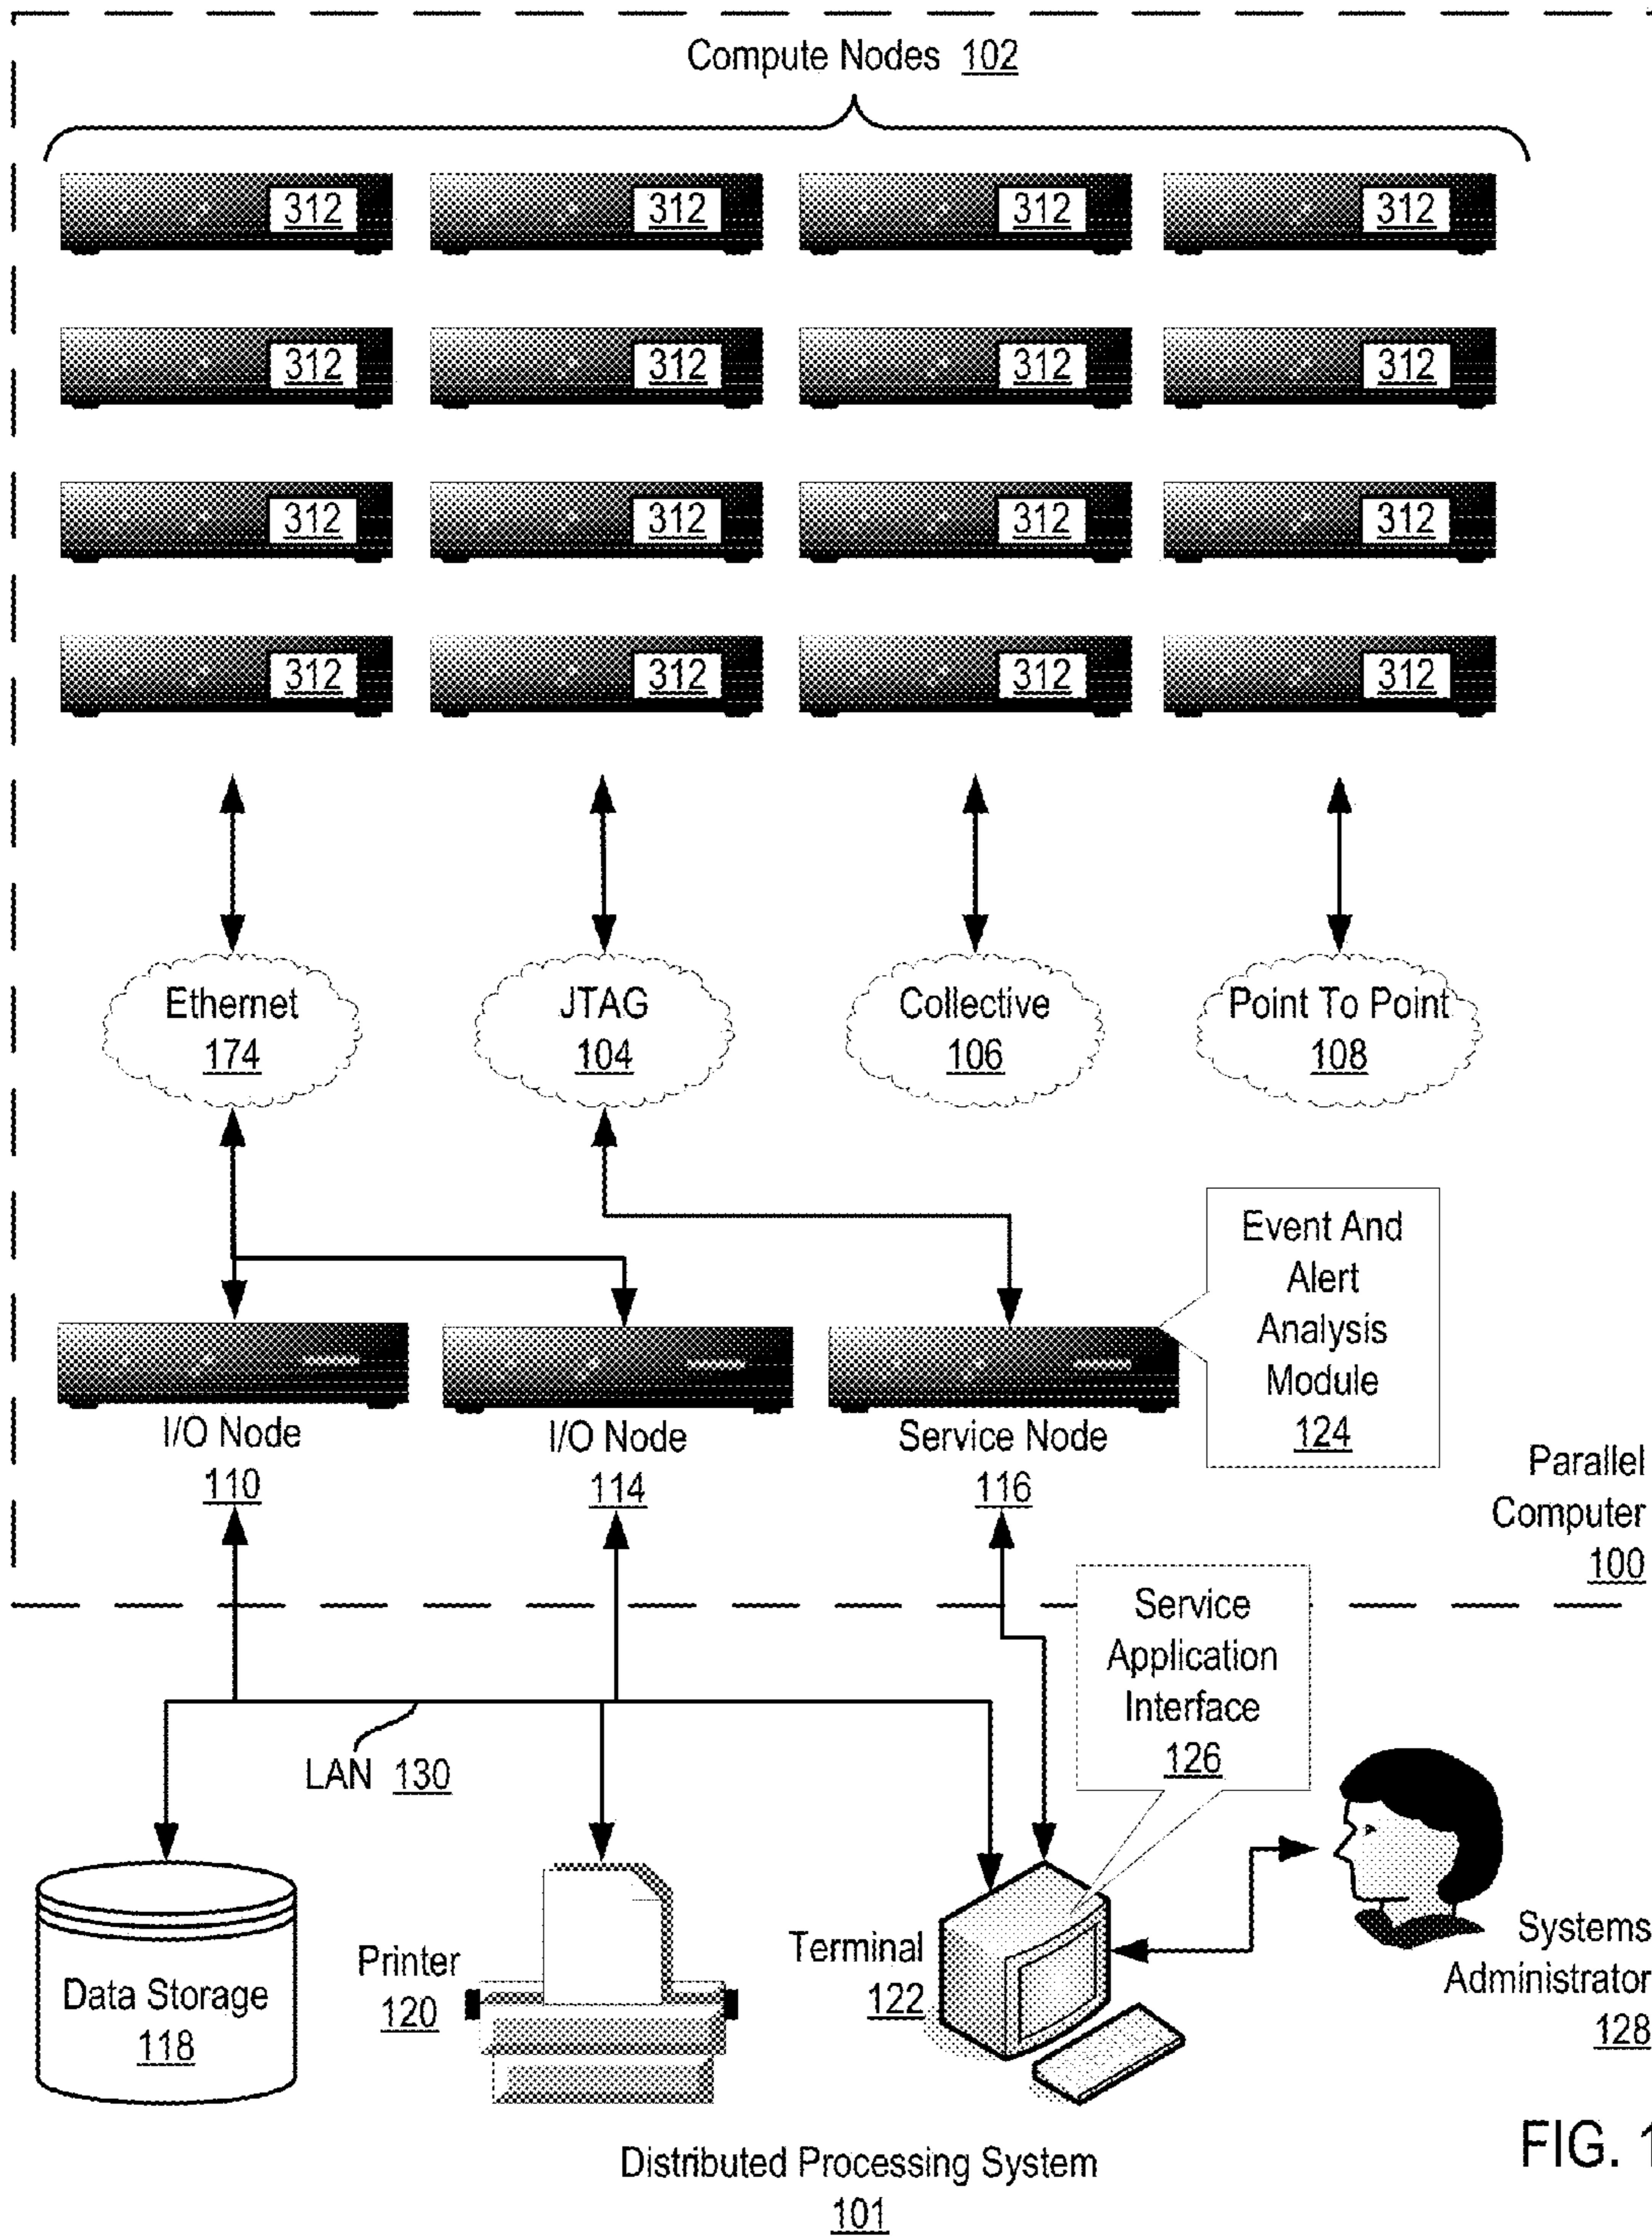 Compute Nodes 102
312 312 312 312
312 312 312 312
312 312 312 312
312 312 312 312
Ethernet
174
JTAG
104
Collective
106
Point To Point
108
Event And
Alert
Analysis
Module
124
I/O Node
110
I/O Node
114
Service Node
116
Parallel
Computer
100
Service
Application
Interface
126
LAN 130
Data Storage
118
Printer
120
Terminal
122
Systems
Administrator
128
Distributed Processing System
101
FIG. 1